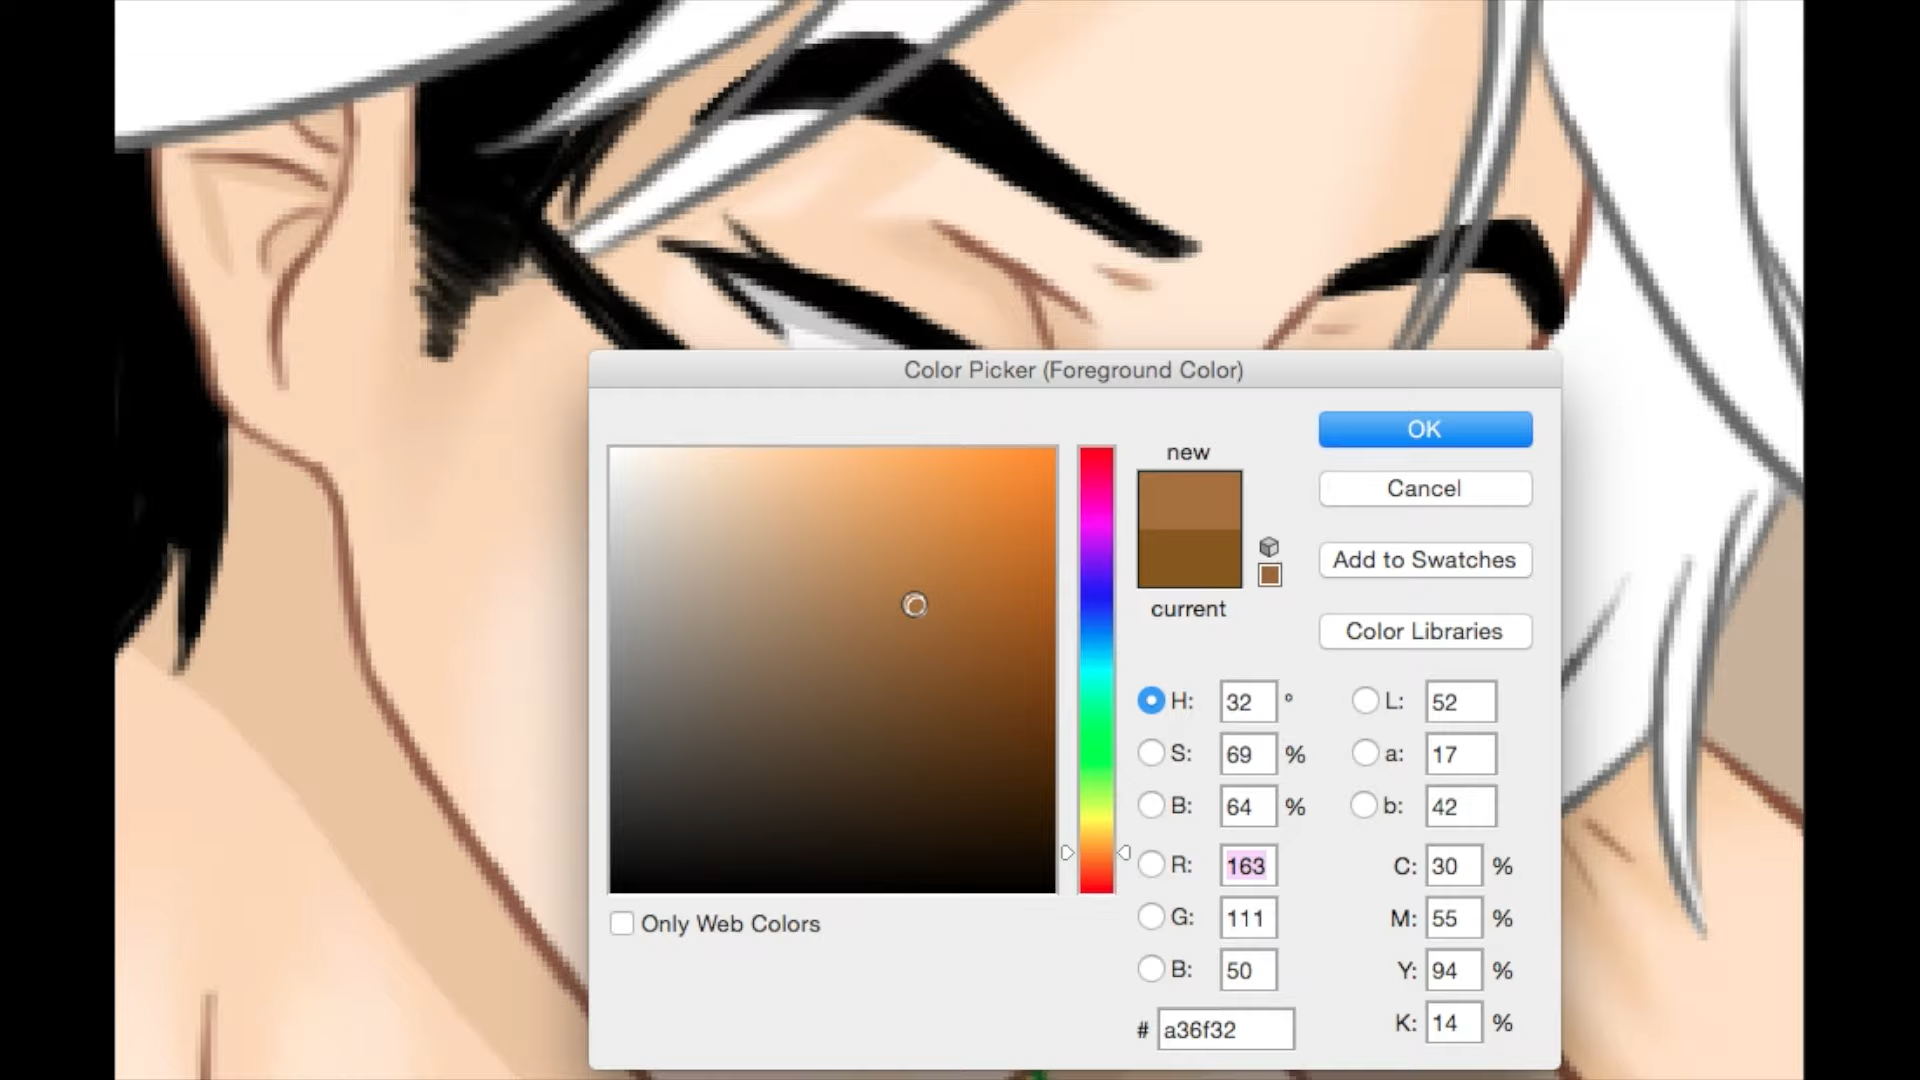 Color Picker (Foreground Color)
OK
new
Cancel
Add to Swatches
current
Color Libraries
H: 32 °
L: 52
S: 69 %
a: 17
B: 64 %
b: 42
R: 163
C: 30 %
G: 111
M: 55 %
B: 50
Y: 94 %
# a36f32
K: 14 %
Only Web Colors